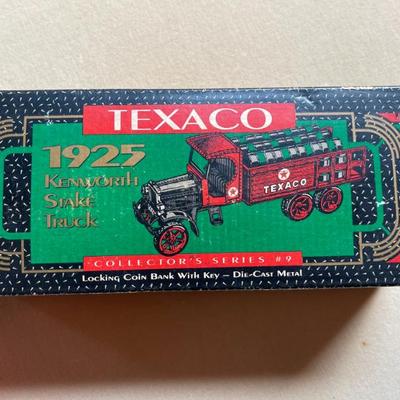 TEXACO
1925
KENWORTH
STAKE
TRUCK
TEXACO
COLLECTOR'S SERIES #9
LOCKING COIN BANK WITH KEY – DIE-CAST METAL